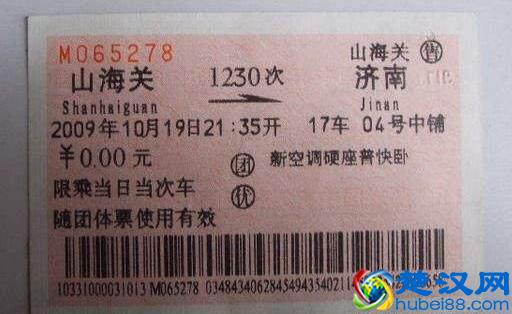 M065278
山海关 售
山海关 1230次 济南
Shanhaiguan Jinan
2009年10月19日21:35开 17车 04号中铺
¥0.00元 团 新空调硬座普快卧
限乘当日当次车 优
随团体票使用有效
10331000031013 M065278
楚汉网
hubei88.com